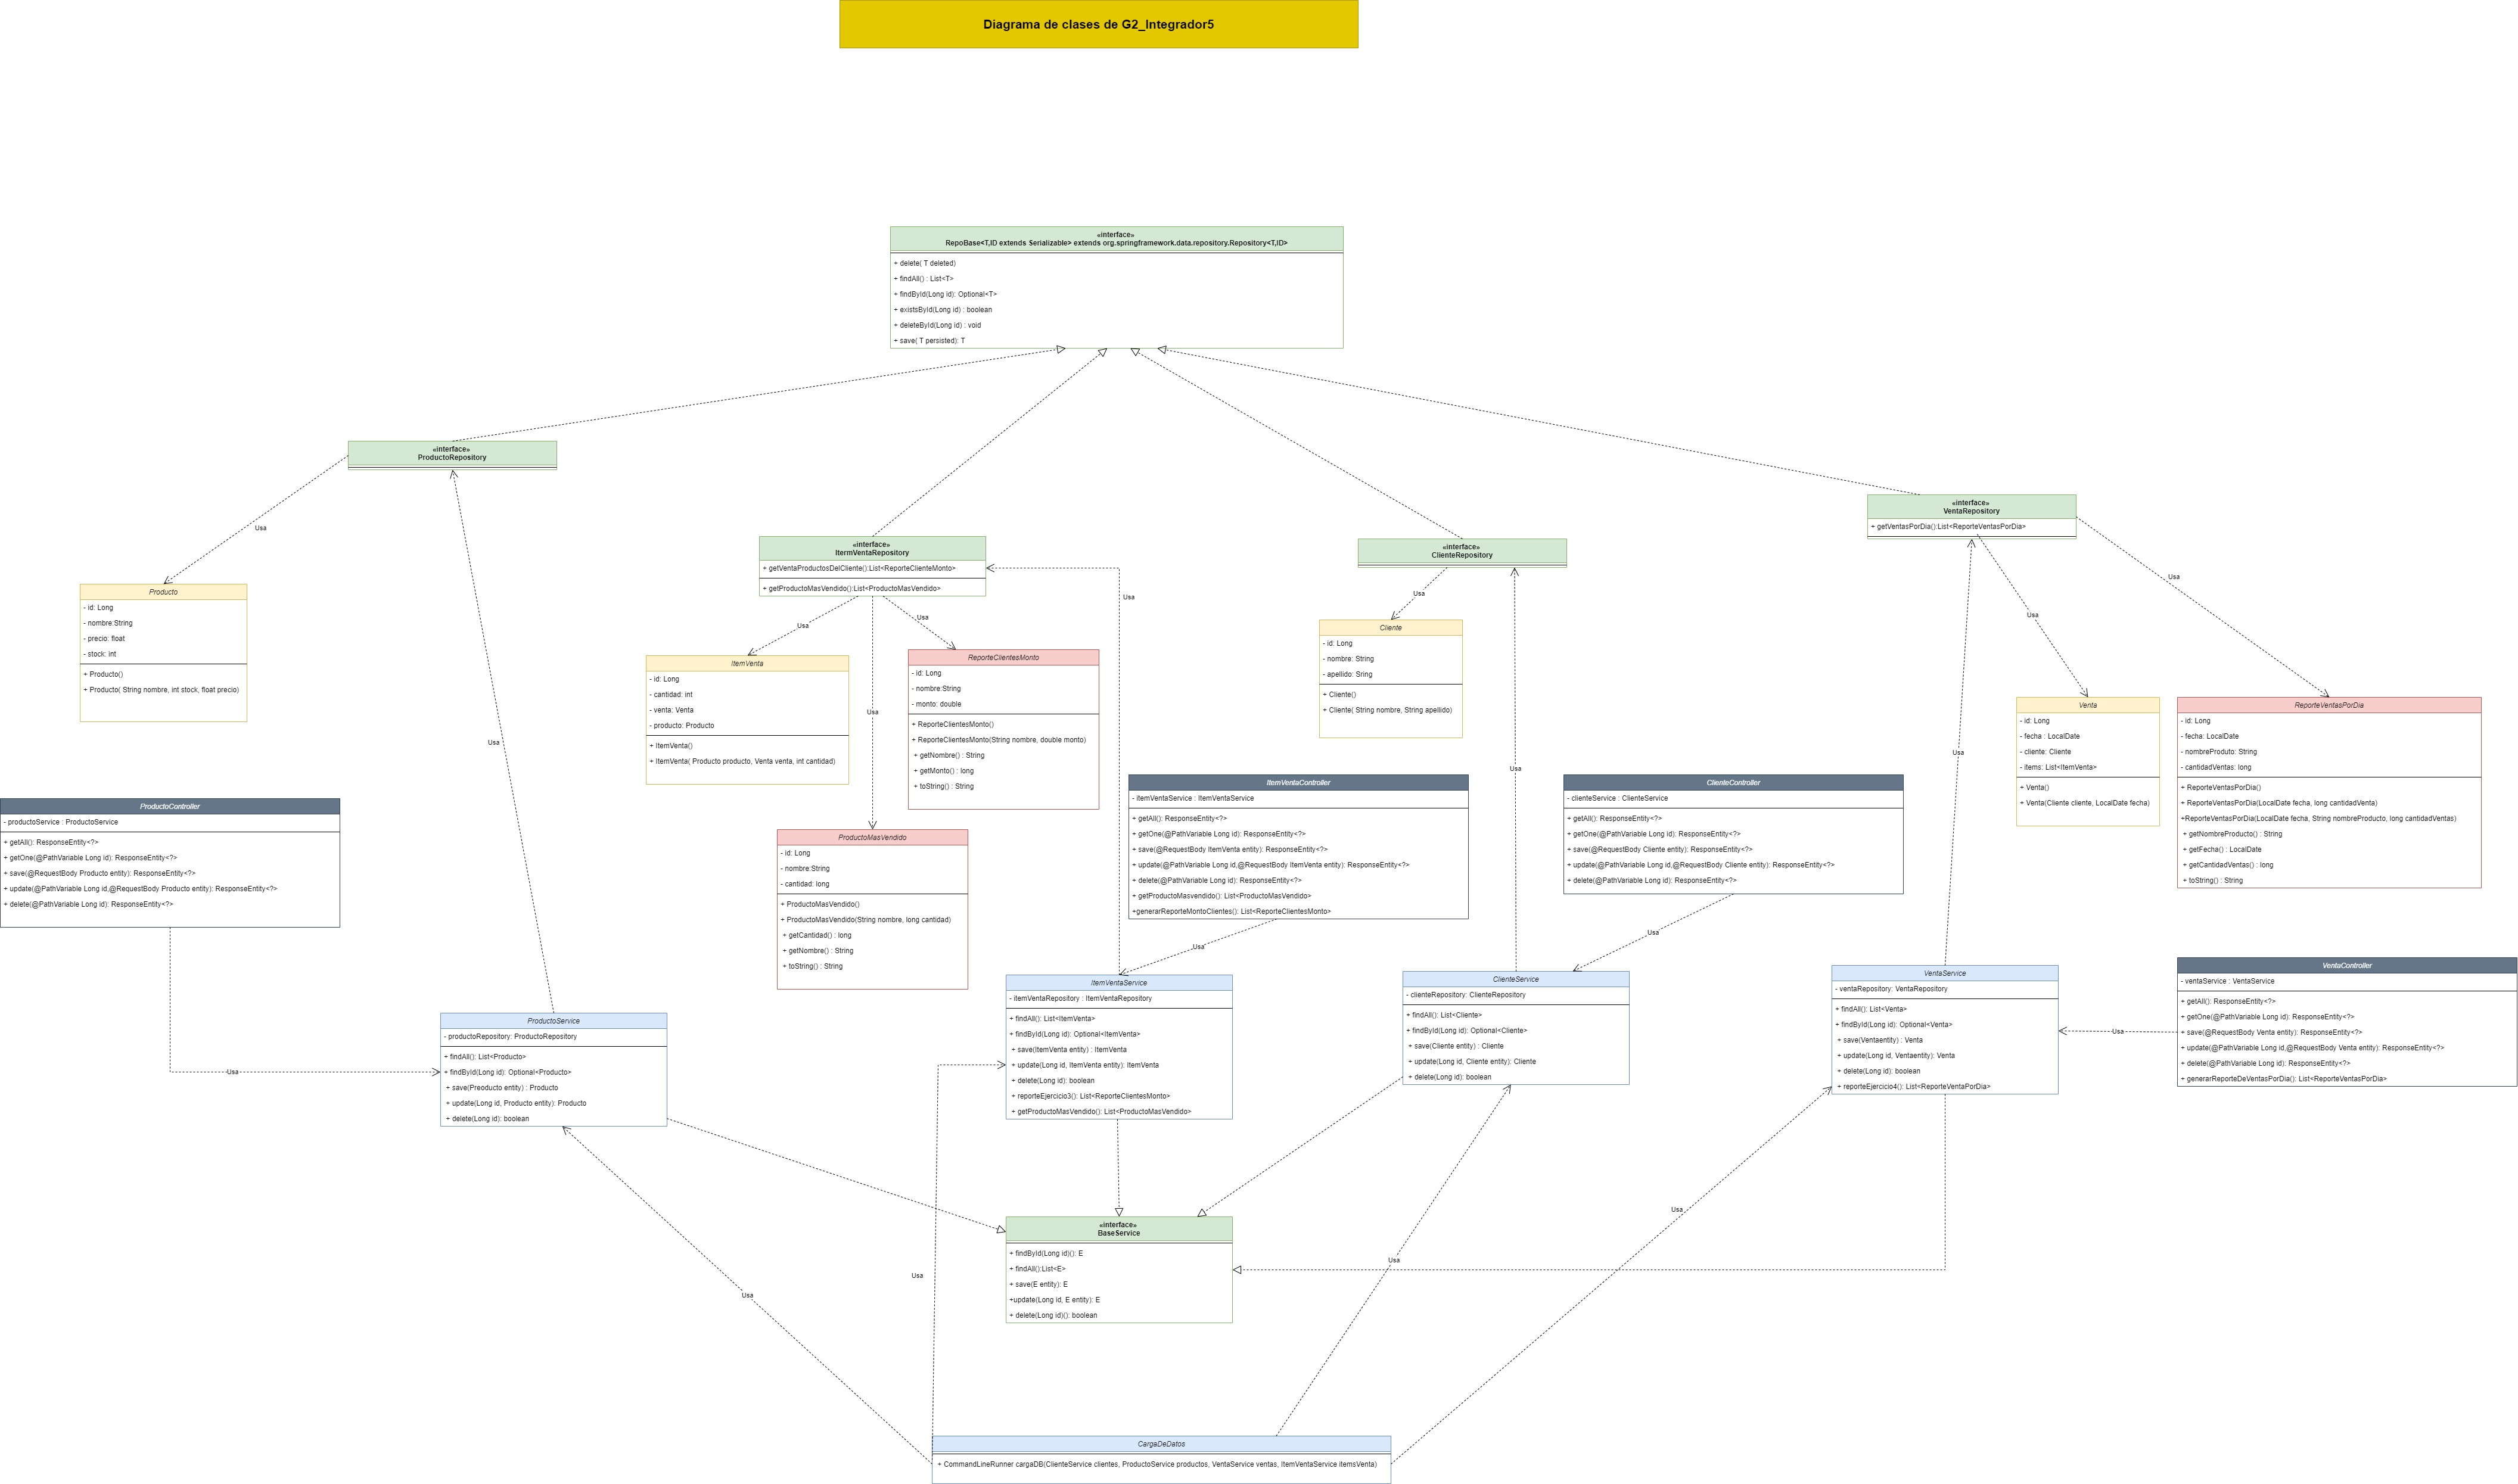 Diagrama de clases de G2_Integrador5
«interface»
RepoBase<T,ID extends Serializable> extends org.springframework.data.repository.Repository<T,ID>
+ delete( T deleted)
+ findAll() : List<T>
+ findById(Long id): Optional<T>
+ existsById(Long id) : boolean
+ deleteById(Long id) : void
+ save( T persisted): T
«interface»
ProductoRepository
«interface»
VentaRepository
+ getVentasPorDia():List<ReporteVentasPorDia>
«interface»
ItermVentaRepository
+ getVentaProductosDelCliente():List<ReporteClienteMonto>
+ getProductoMasVendido():List<ProductoMasVendido>
«interface»
ClienteRepository
Usa
Usa
Usa
Usa
Usa
Usa
Usa
Usa
Usa
Usa
Usa
Usa
Producto
- id: Long
- nombre:String
- precio: float
- stock: int
+ Producto()
+ Producto( String nombre, int stock, float precio)
ItemVenta
- id: Long
- cantidad: int
- venta: Venta
- producto: Producto
+ ItemVenta()
+ ItemVenta( Producto producto, Venta venta, int cantidad)
ReporteClientesMonto
- id: Long
- nombre:String
- monto: double
+ ReporteClientesMonto()
+ ReporteClientesMonto(String nombre, double monto)
+ getNombre() : String
+ getMonto() : long
+ toString() : String
Cliente
- id: Long
- nombre: String
- apellido: Sring
+ Cliente()
+ Cliente( String nombre, String apellido)
Venta
- id: Long
- fecha : LocalDate
- cliente: Cliente
- items: List<ItemVenta>
+ Venta()
+ Venta(Cliente cliente, LocalDate fecha)
ReporteVentasPorDia
- id: Long
- fecha: LocalDate
- nombreProduto: String
- cantidadVentas: long
+ ReporteVentasPorDia()
+ ReporteVentasPorDia(LocalDate fecha, long cantidadVenta)
+ReporteVentasPorDia(LocalDate fecha, String nombreProducto, long cantidadVentas)
+ getNombreProducto() : String
+ getFecha() : LocalDate
+ getCantidadVentas() : long
+ toString() : String
ProductoController
- productoService : ProductoService
+ getAll(): ResponseEntity<?>
+ getOne(@PathVariable Long id): ResponseEntity<?>
+ save(@RequestBody Producto entity): ResponseEntity<?>
+ update(@PathVariable Long id,@RequestBody Producto entity): ResponseEntity<?>
+ delete(@PathVariable Long id): ResponseEntity<?>
ProductoMasVendido
- id: Long
- nombre:String
- cantidad: long
+ ProductoMasVendido()
+ ProductoMasVendido(String nombre, long cantidad)
+ getCantidad() : long
+ getNombre() : String
+ toString() : String
ItemVentaController
- itemVentaService : ItemVentaService
+ getAll(): ResponseEntity<?>
+ getOne(@PathVariable Long id): ResponseEntity<?>
+ save(@RequestBody ItemVenta entity): ResponseEntity<?>
+ update(@PathVariable Long id,@RequestBody ItemVenta entity): ResponseEntity<?>
+ delete(@PathVariable Long id): ResponseEntity<?>
+ getProductoMasvendido(): List<ProductoMasVendido>
+generarReporteMontoClientes(): List<ReporteClientesMonto>
ClienteController
- clienteService : ClienteService
+ getAll(): ResponseEntity<?>
+ getOne(@PathVariable Long id): ResponseEntity<?>
+ save(@RequestBody Cliente entity): ResponseEntity<?>
+ update(@PathVariable Long id,@RequestBody Cliente entity): ResponseEntity<?>
+ delete(@PathVariable Long id): ResponseEntity<?>
Usa
Usa
ProductoService
- productoRepository: ProductoRepository
+ findAll(): List<Producto>
+ findById(Long id): Optional<Producto>
+ save(Preoducto entity) : Producto
+ update(Long id, Producto entity): Producto
+ delete(Long id): boolean
ItemVentaService
- itemVentaRepository : ItemVentaRepository
+ findAll(): List<ItemVenta>
+ findById(Long id): Optional<ItemVenta>
+ save(ItemVenta entity) : ItemVenta
+ update(Long id, ItemVenta entity): ItemVenta
+ delete(Long id): boolean
+ reporteEjercicio3(): List<ReporteClientesMonto>
+ getProductoMasVendido(): List<ProductoMasVendido>
ClienteService
- clienteRepository: ClienteRepository
+ findAll(): List<Cliente>
+ findById(Long id): Optional<Cliente>
+ save(Cliente entity) : Cliente
+ update(Long id, Cliente entity): Cliente
+ delete(Long id): boolean
VentaService
- ventaRepository: VentaRepository
+ findAll(): List<Venta>
+ findById(Long id): Optional<Venta>
+ save(Ventaentity) : Venta
+ update(Long id, Ventaentity): Venta
+ delete(Long id): boolean
+ reporteEjercicio4(): List<ReporteVentaPorDia>
VentaController
- ventaService : VentaService
+ getAll(): ResponseEntity<?>
+ getOne(@PathVariable Long id): ResponseEntity<?>
+ save(@RequestBody Venta entity): ResponseEntity<?>
+ update(@PathVariable Long id,@RequestBody Venta entity): ResponseEntity<?>
+ delete(@PathVariable Long id): ResponseEntity<?>
+ generarReporteDeVentasPorDia(): List<ReporteVentasPorDia>
Usa
Usa
«interface»
BaseService
+ findById(Long id)(): E
+ findAll():List<E>
+ save(E entity): E
+update(Long id, E entity): E
+ delete(Long id)(): boolean
Usa
Usa
Usa
Usa
CargaDeDatos
+ CommandLineRunner cargaDB(ClienteService clientes, ProductoService productos, VentaService ventas, ItemVentaService itemsVenta)